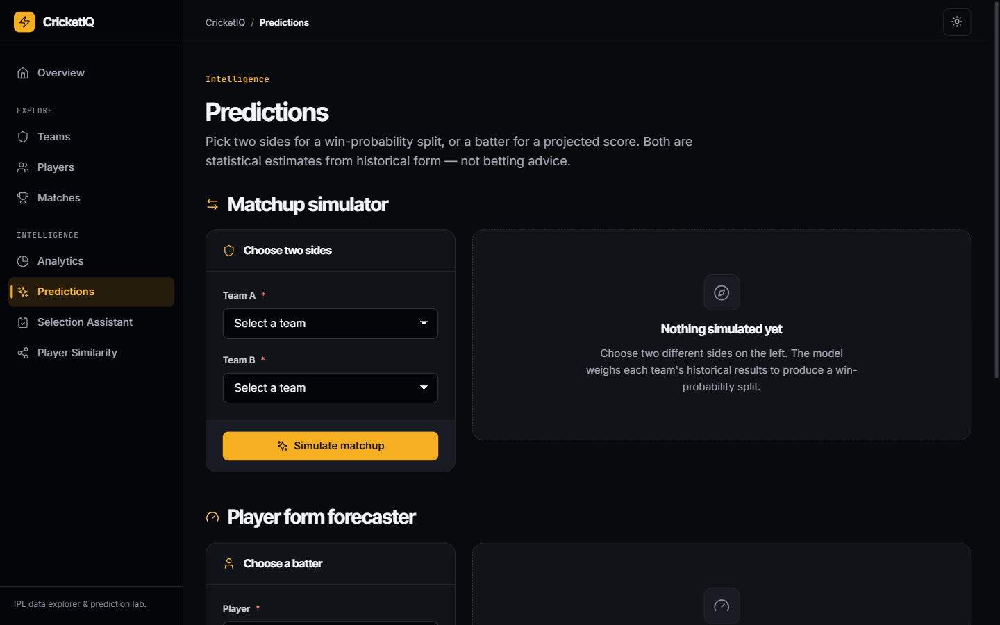 CricketIQ
CricketIQ / Predictions
Overview
EXPLORE
Teams
Players
Matches
INTELLIGENCE
Analytics
Predictions
Selection Assistant
Player Similarity
IPL data explorer & prediction lab.
Intelligence
Predictions
Pick two sides for a win-probability split, or a batter for a projected score. Both are
statistical estimates from historical form — not betting advice.
Matchup simulator
Choose two sides
Team A *
Select a team
Team B *
Select a team
Simulate matchup
Nothing simulated yet
Choose two different sides on the left. The model
weighs each team's historical results to produce a win-
probability split.
Player form forecaster
Choose a batter
Player *